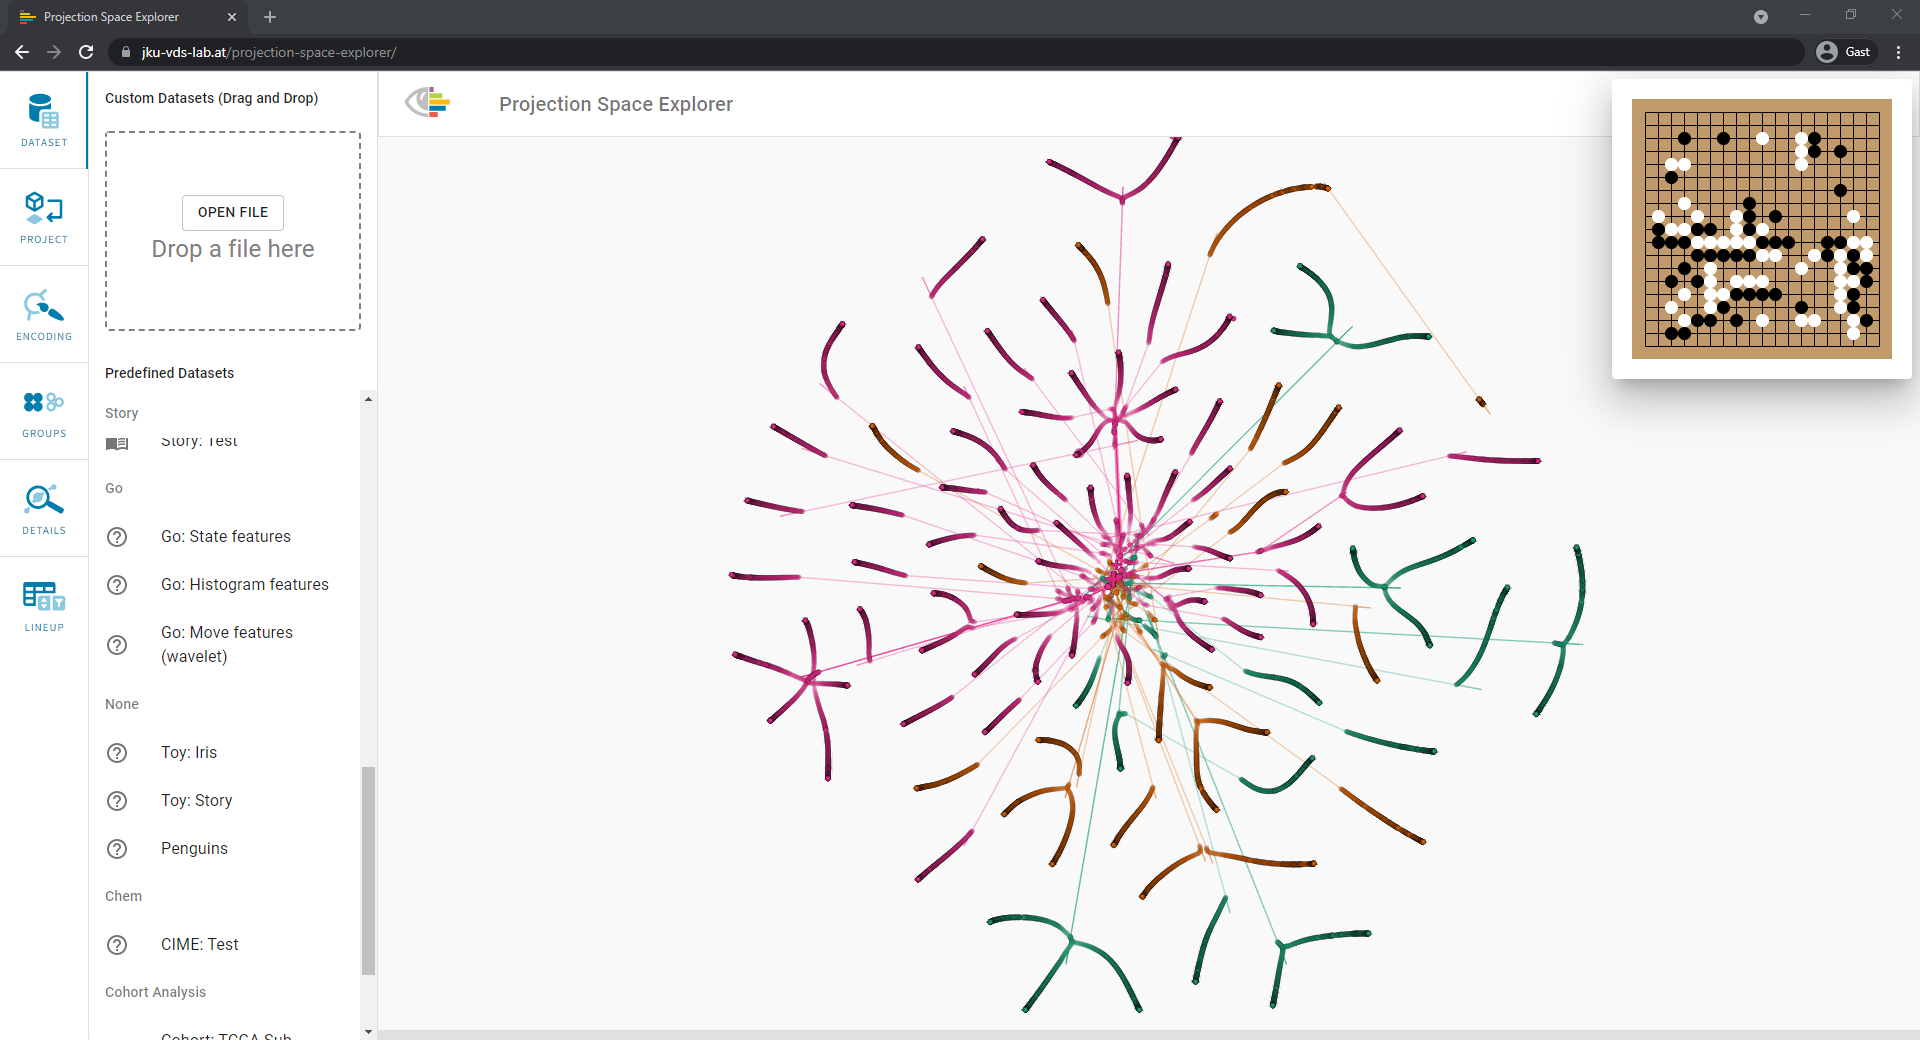 Projection Space Explorer
jku-vds-lab.at/projection-space-explorer/
Gast
DATASET
PROJECT
ENCODING
GROUPS
DETAILS
LINEUP
Custom Datasets (Drag and Drop)
OPEN FILE
Drop a file here
Predefined Datasets
Story
Story: Test
Go
Go: State features
Go: Histogram features
Go: Move features
(wavelet)
None
Toy: Iris
Toy: Story
Penguins
Chem
CIME: Test
Cohort Analysis
Cohort: TCGA Sub
Projection Space Explorer